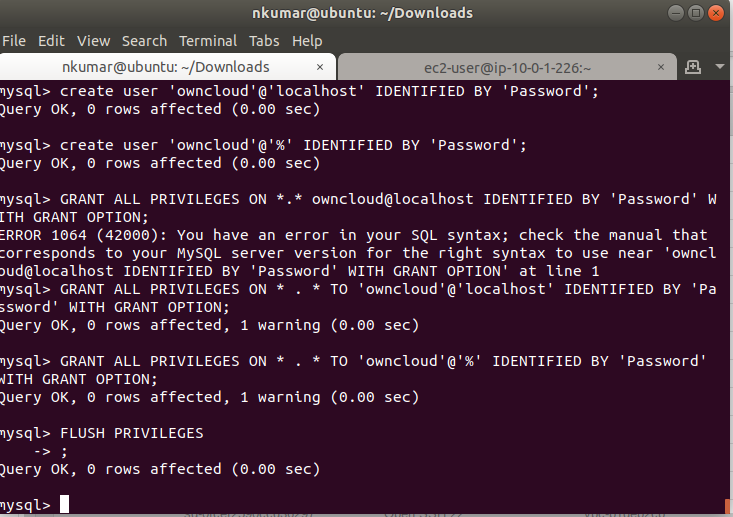 nkumar@ubuntu: ~/Downloads
File Edit View Search Terminal Tabs Help
nkumar@ubuntu: ~/Downloads × ec2-user@ip-10-0-1-226:~ ×
mysql> create user 'owncloud'@'localhost' IDENTIFIED BY 'Password';
Query OK, 0 rows affected (0.00 sec)
mysql> create user 'owncloud'@'%' IDENTIFIED BY 'Password';
Query OK, 0 rows affected (0.00 sec)
mysql> GRANT ALL PRIVILEGES ON *.* owncloud@localhost IDENTIFIED BY 'Password' W
ITH GRANT OPTION;
ERROR 1064 (42000): You have an error in your SQL syntax; check the manual that
corresponds to your MySQL server version for the right syntax to use near 'owncl
oud@localhost IDENTIFIED BY 'Password' WITH GRANT OPTION' at line 1
mysql> GRANT ALL PRIVILEGES ON * . * TO 'owncloud'@'localhost' IDENTIFIED BY 'Pa
ssword' WITH GRANT OPTION;
Query OK, 0 rows affected, 1 warning (0.00 sec)
mysql> GRANT ALL PRIVILEGES ON * . * TO 'owncloud'@'%' IDENTIFIED BY 'Password'
WITH GRANT OPTION;
Query OK, 0 rows affected, 1 warning (0.00 sec)
mysql> FLUSH PRIVILEGES
-> ;
Query OK, 0 rows affected (0.00 sec)
mysql>